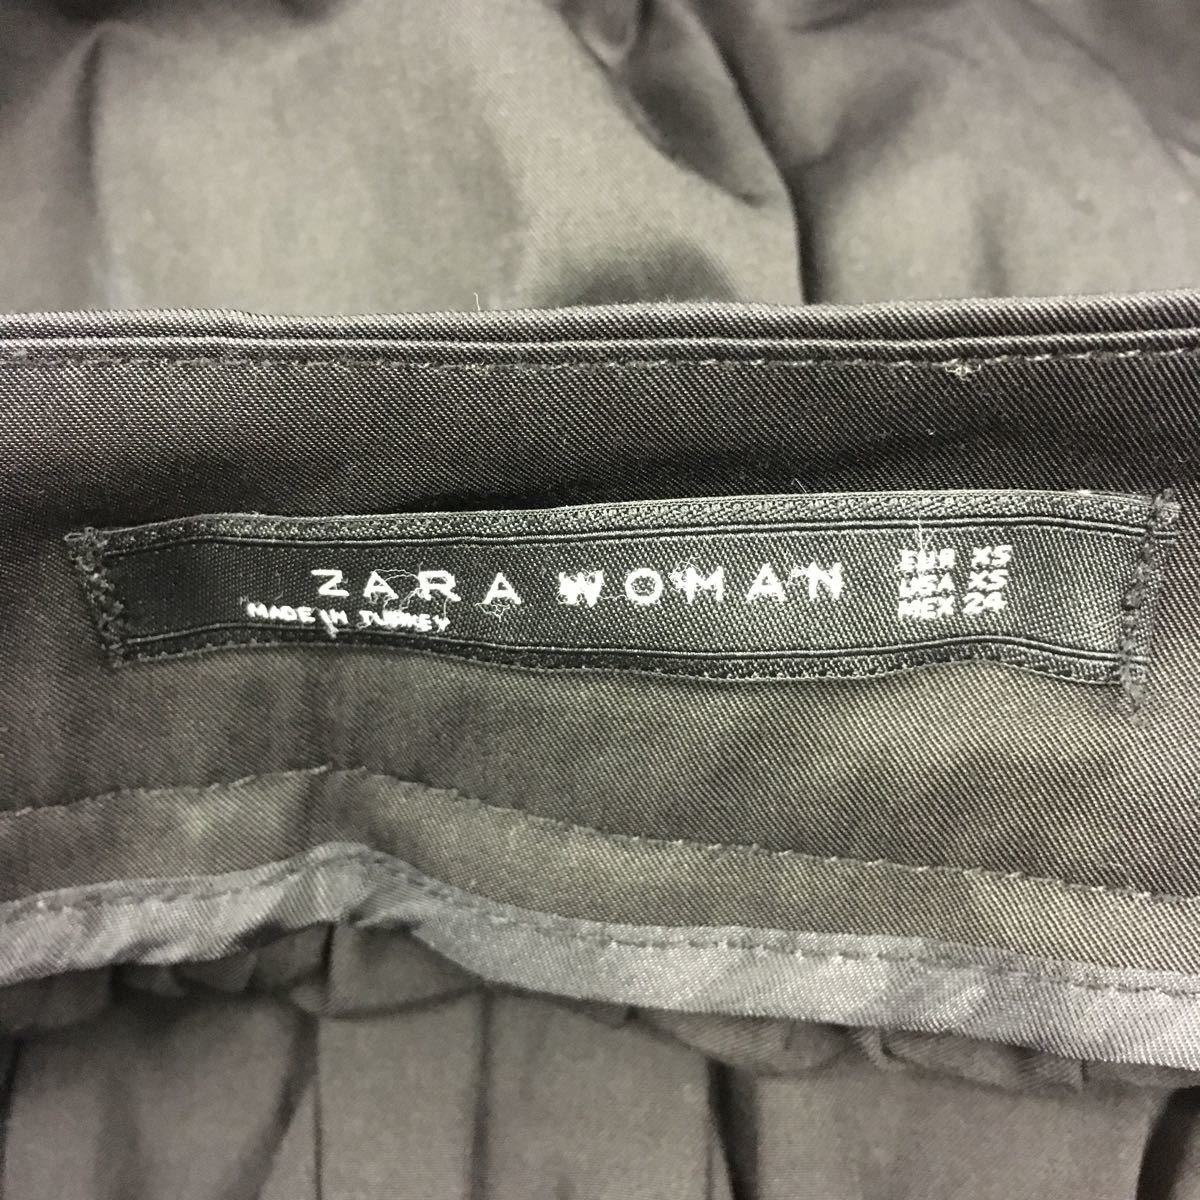 ZARA WOMAN
MADE IN TURKEY
EUR XS
USA XS
MEX 24